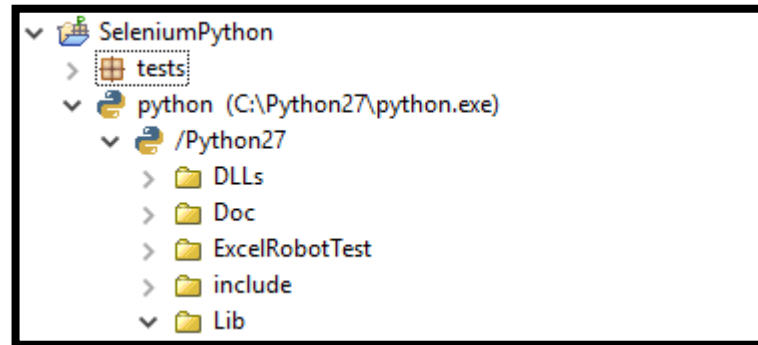 SeleniumPython
tests
python (C:\Python27\python.exe)
/Python27
DLLs
Doc
ExcelRobotTest
include
Lib